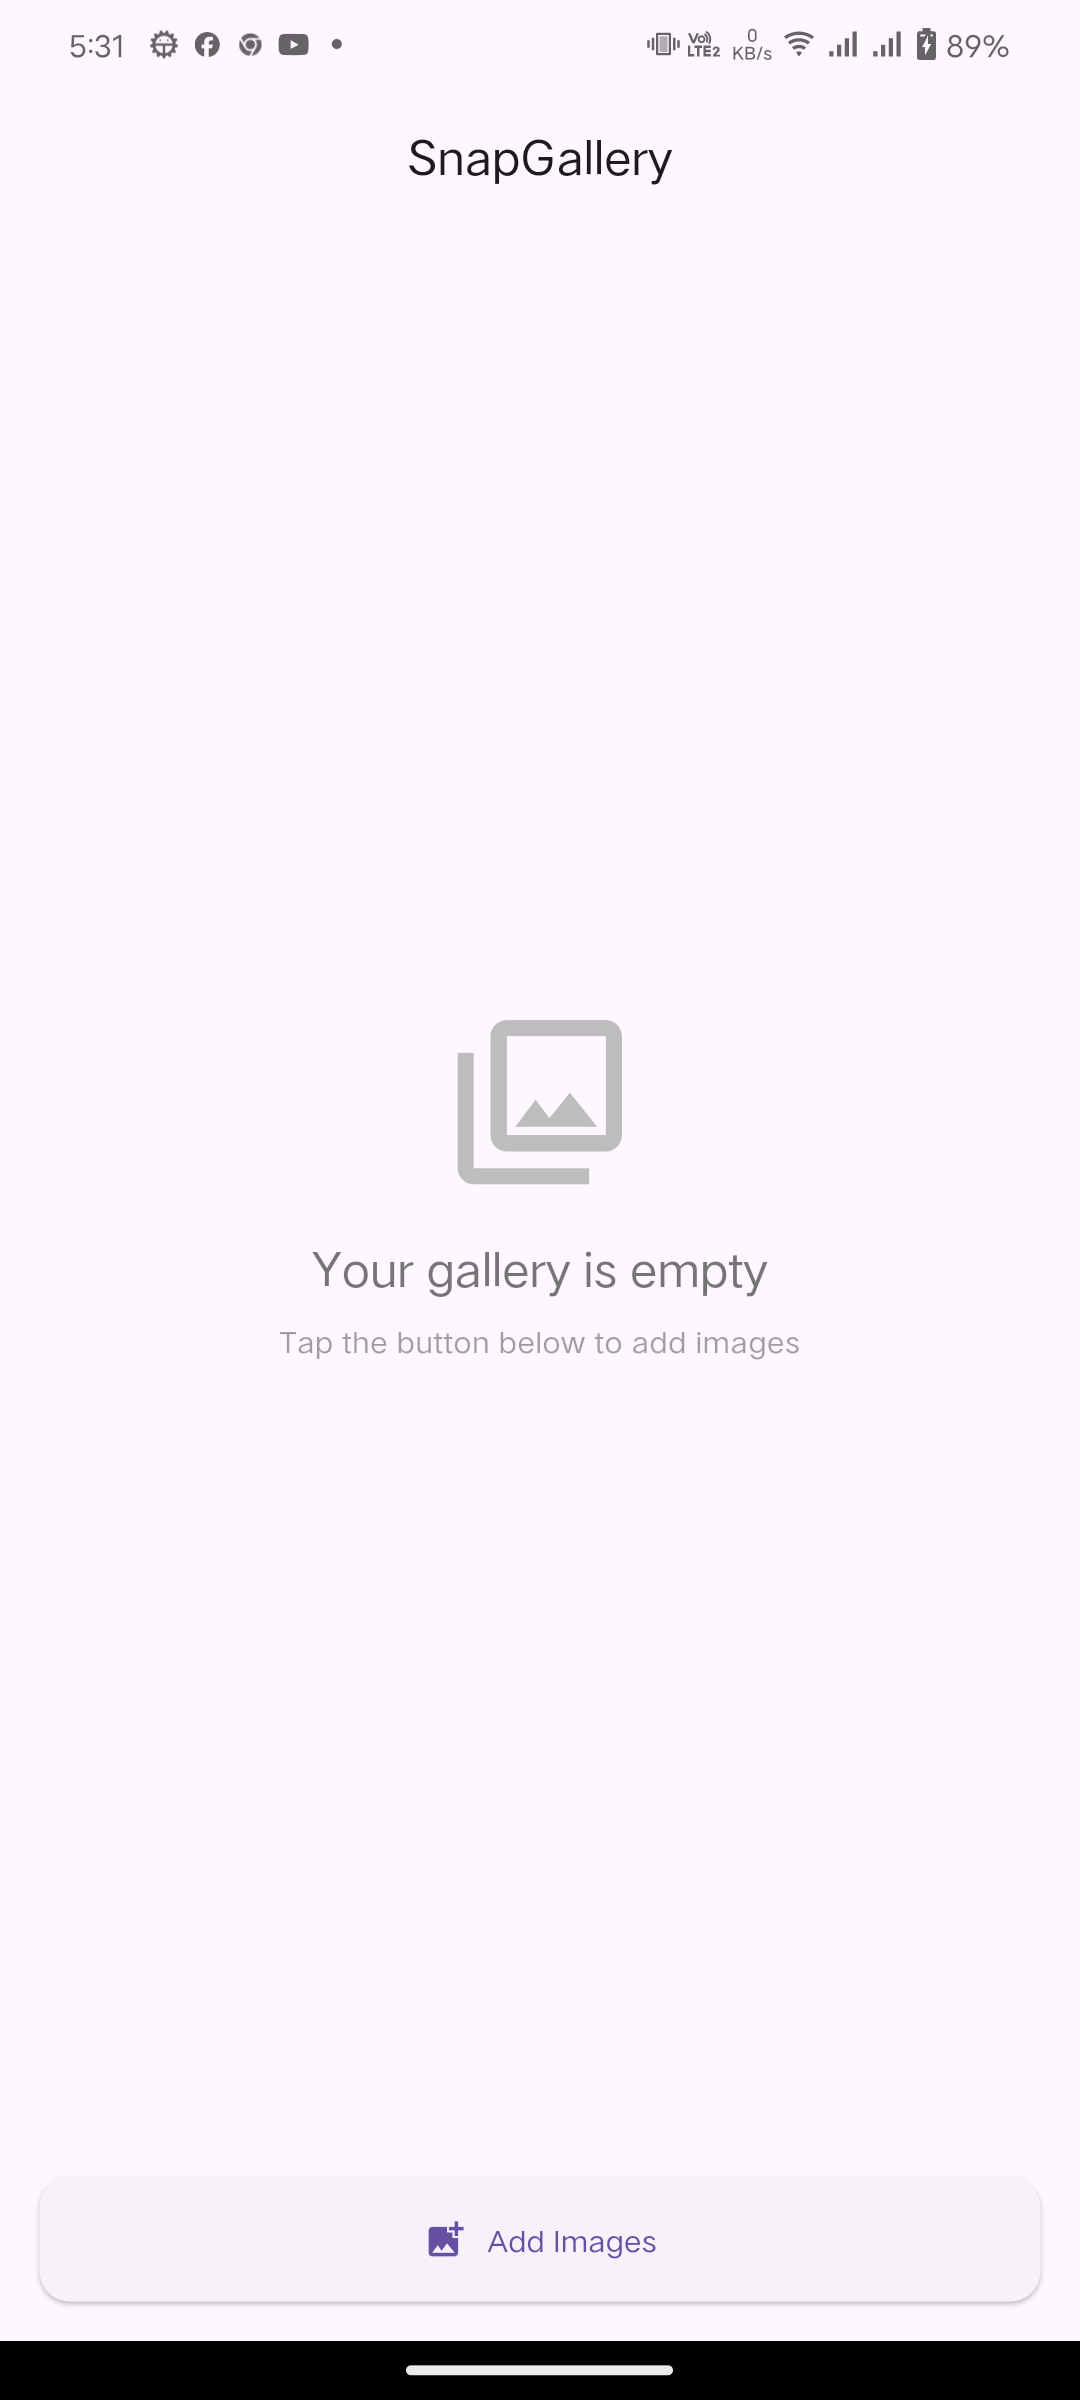 5:31
Vo)
LTE2
0
KB/s
89%
SnapGallery
Your gallery is empty
Tap the button below to add images
Add Images